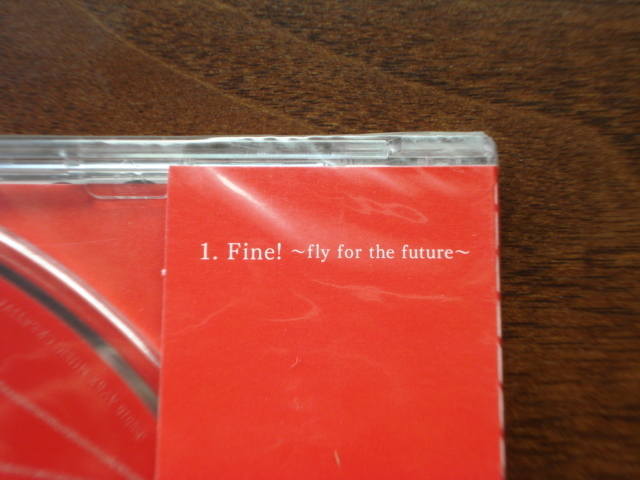 1. Fine! ～fly for the future～